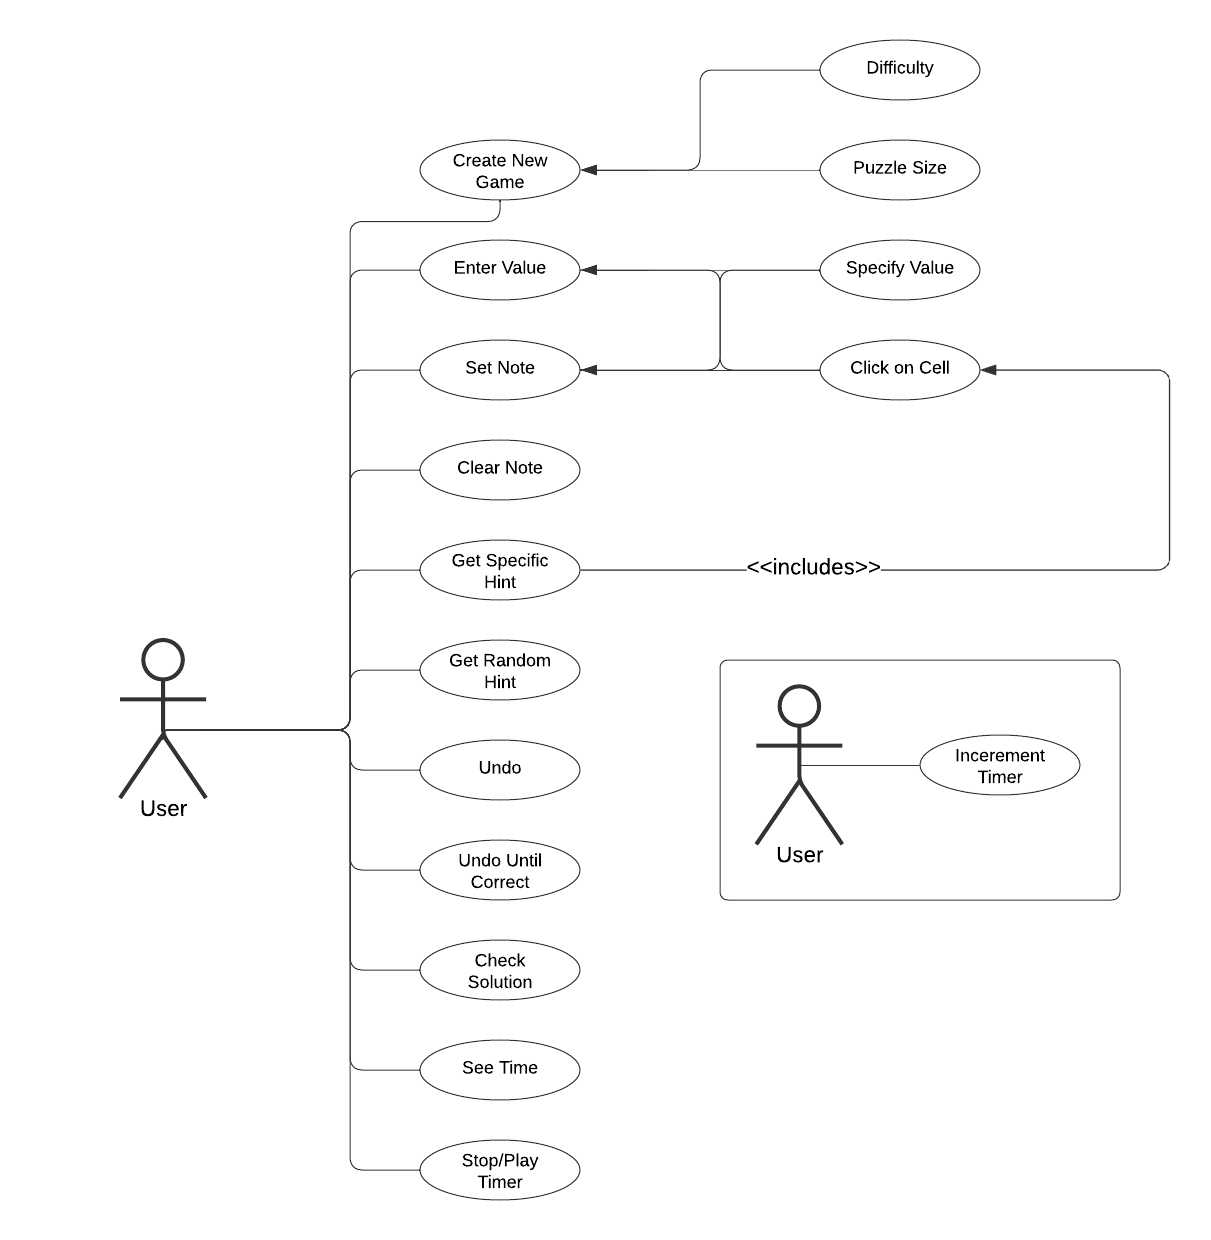 Difficulty
Create New
Game
Puzzle Size
Enter Value
Specify Value
Set Note
Click on Cell
Clear Note
Get Specific
Hint
<<includes>>
Get Random
Hint
User
Undo
Incerement
Timer
User
Undo Until
Correct
Check
Solution
See Time
Stop/Play
Timer